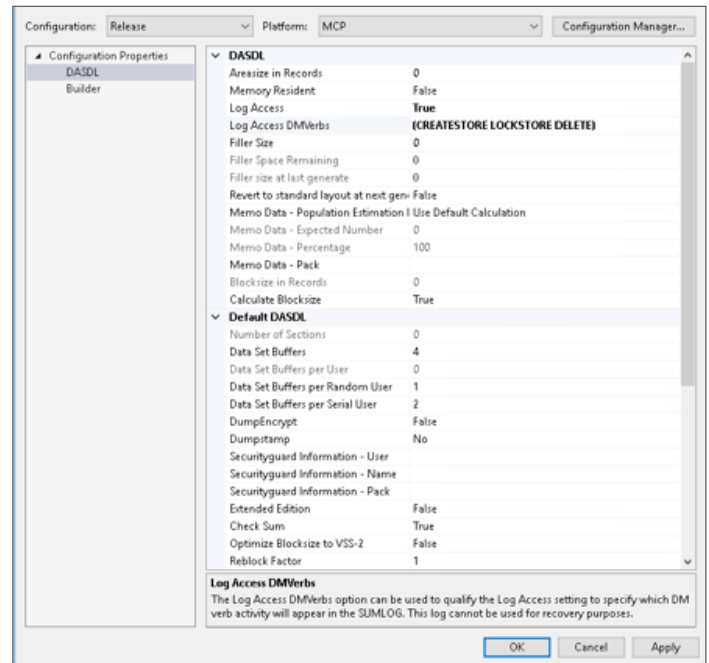 Configuration: Release Platform: MCP Configuration Manager...
Configuration Properties
DASDL
Builder
DASDL
Areasize in Records 0
Memory Resident False
Log Access True
Log Access DMVerbs (CREATESTORE LOCKSTORE DELETE)
Filler Size 0
Filler Space Remaining 0
Filler size at last generate 0
Revert to standard layout at next gen False
Memo Data - Population Estimation I Use Default Calculation
Memo Data - Expected Number 0
Memo Data - Percentage 100
Memo Data - Pack
Blocksize in Records 0
Calculate Blocksize True
Default DASDL
Number of Sections 0
Data Set Buffers 4
Data Set Buffers per User 0
Data Set Buffers per Random User 1
Data Set Buffers per Serial User 2
DumpEncrypt False
Dumpstamp No
Securityguard Information - User
Securityguard Information - Name
Securityguard Information - Pack
Extended Edition False
Check Sum True
Optimize Blocksize to VSS-2 False
Reblock Factor 1
Log Access DMVerbs
The Log Access DMVerbs option can be used to qualify the Log Access setting to specify which DM
verb activity will appear in the SUMLOG. This log cannot be used for recovery purposes.
OK Cancel Apply